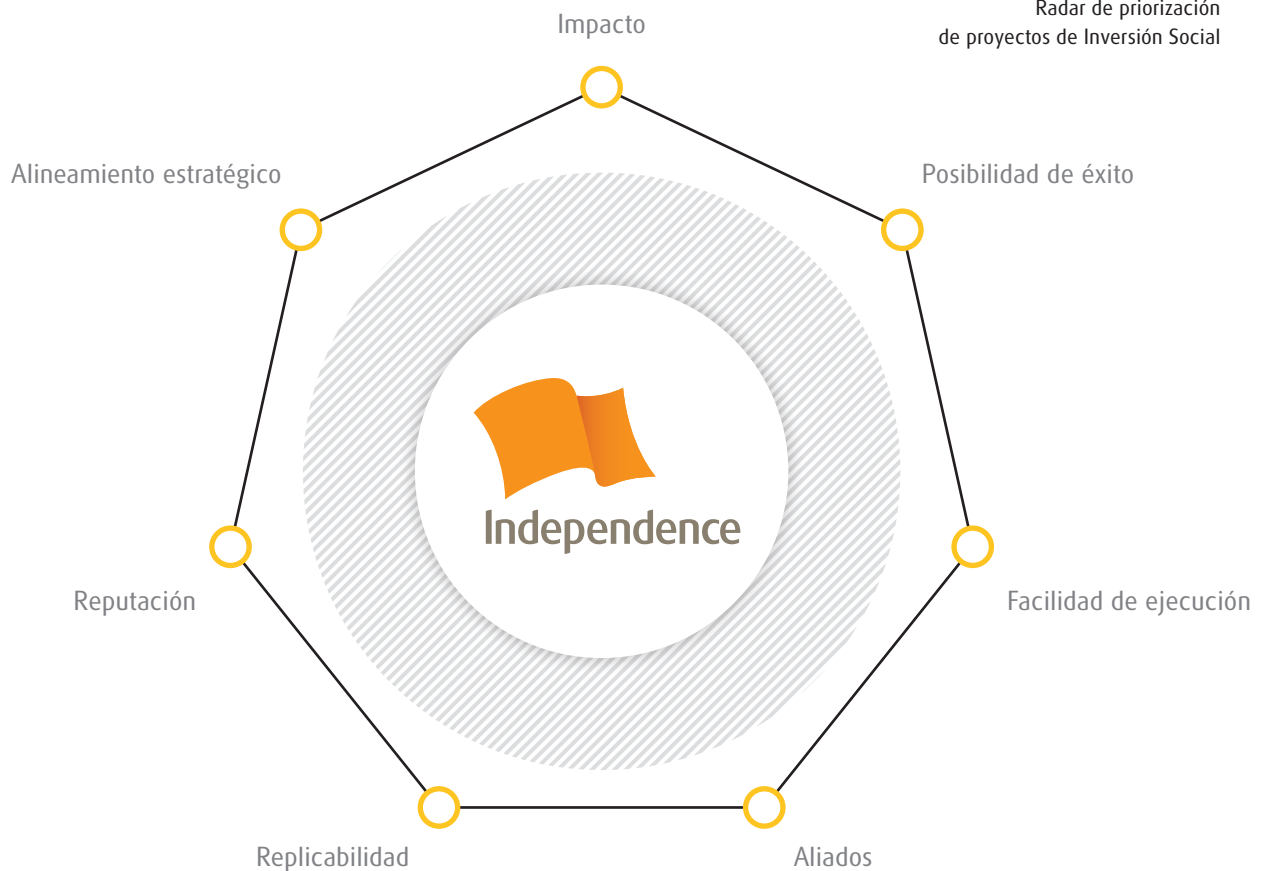 Radar de priorización
de proyectos de Inversión Social
Impacto
Alineamiento estratégico
Posibilidad de éxito
Independence
Reputación
Facilidad de ejecución
Replicabilidad
Aliados